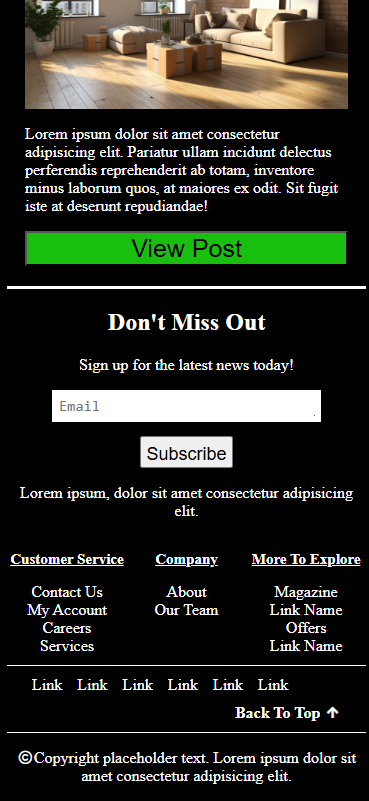 Lorem ipsum dolor sit amet consectetur
adipisicing elit. Pariatur ullam incidunt delectus
perferendis reprehenderit ab totam, inventore
minus laborum quos, at maiores ex odit. Sit fugit
iste at deserunt repudiandae!
View Post
Don't Miss Out
Sign up for the latest news today!
Email
Subscribe
Lorem ipsum, dolor sit amet consectetur adipisicing
elit.
Customer Service
Contact Us
My Account
Careers
Services
Company
About
Our Team
More To Explore
Magazine
Link Name
Offers
Link Name
Link Link Link Link Link Link
Back To Top ↑
©Copyright placeholder text. Lorem ipsum dolor sit
amet consectetur adipisicing elit.